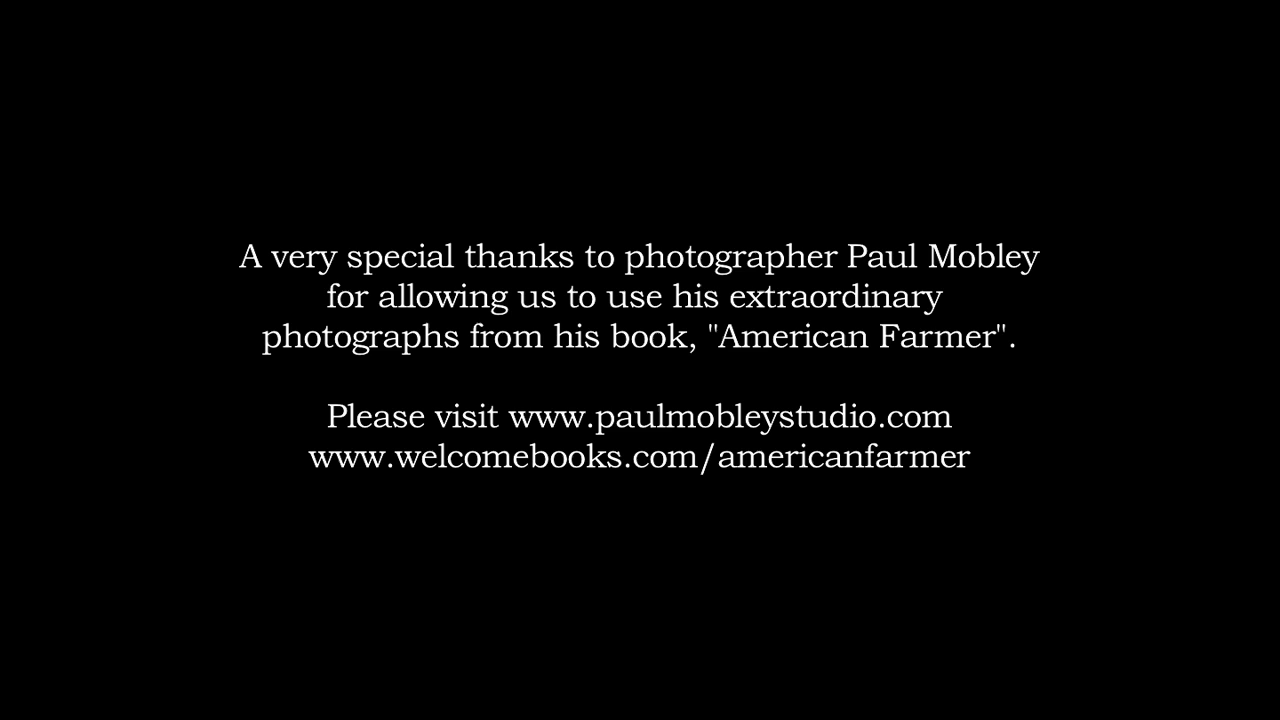 A very special thanks to photographer Paul Mobley
for allowing us to use his extraordinary
photographs from his book, "American Farmer".
Please visit www.paulmobleystudio.com
www.welcomebooks.com/americanfarmer